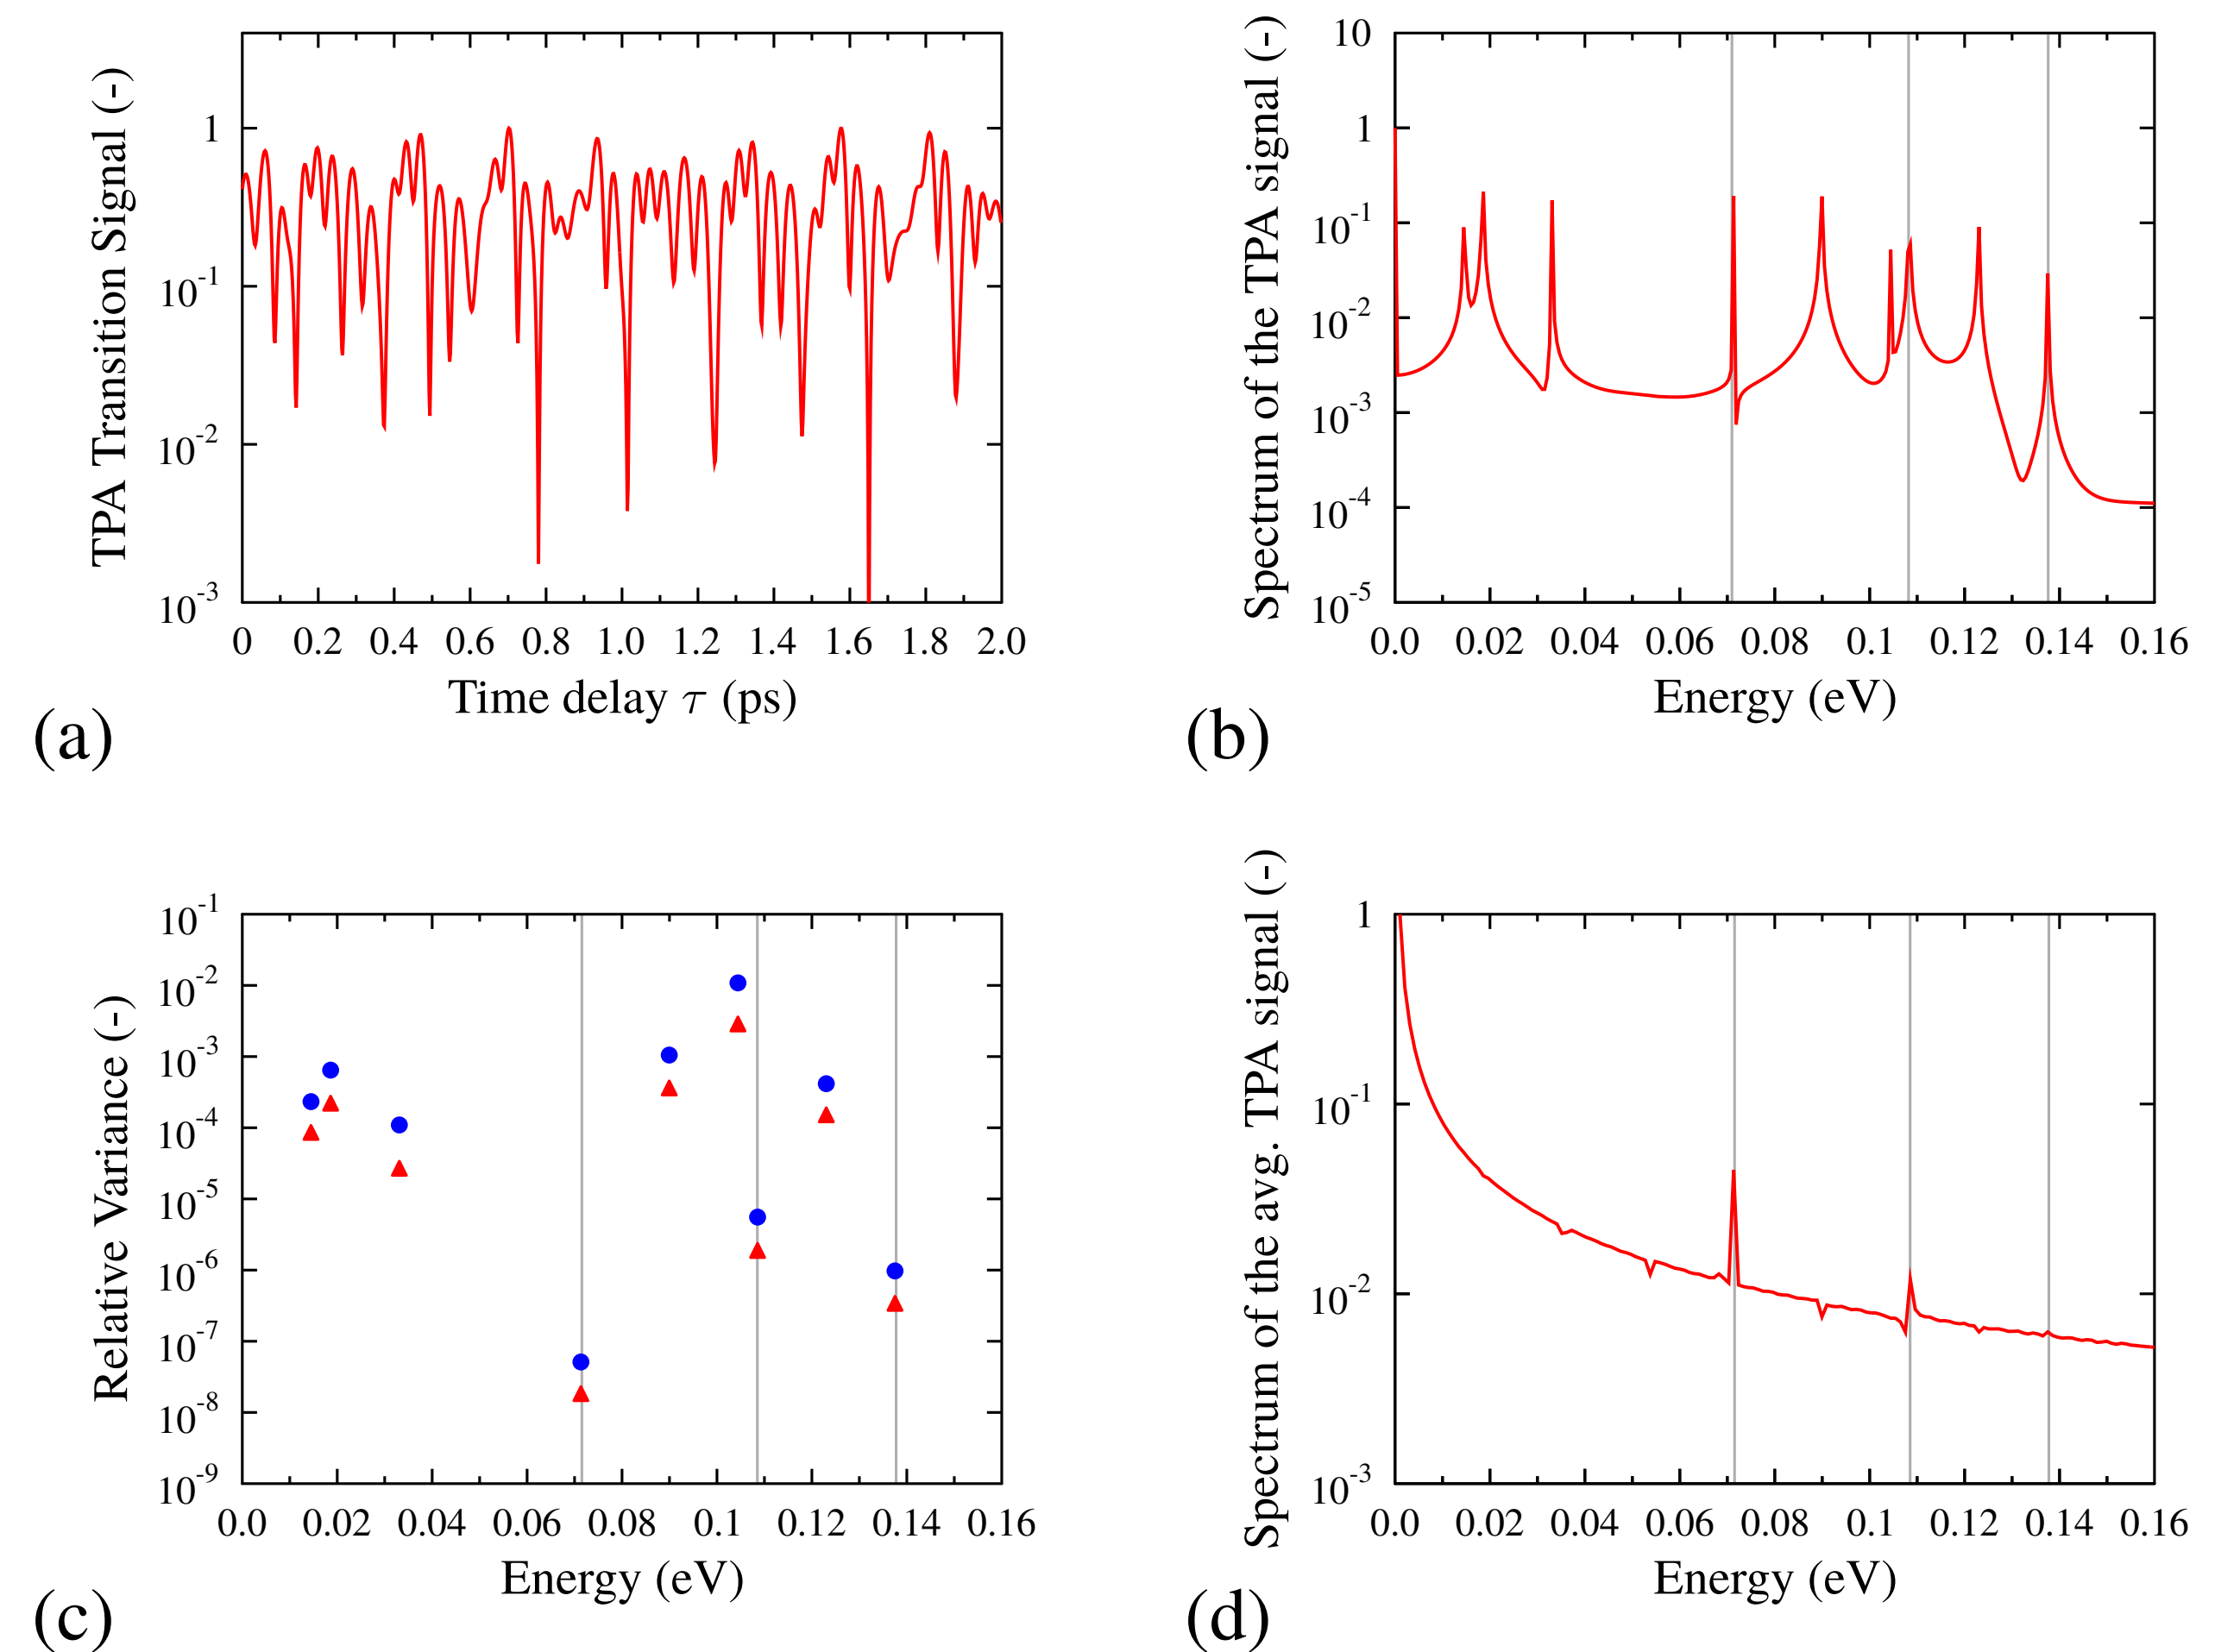 TPA Transition Signal (-)
1
10-1
10-2
10-3
0 0.2 0.4 0.6 0.8 1.0 1.2 1.4 1.6 1.8 2.0
Time delay τ (ps)
(a)
Spectrum of the TPA signal (-)
10
1
10-1
10-2
10-3
10-4
10-5
0.0 0.02 0.04 0.06 0.08 0.1 0.12 0.14 0.16
Energy (eV)
(b)
Relative Variance (-)
10-1
10-2
10-3
10-4
10-5
10-6
10-7
10-8
10-9
0.0 0.02 0.04 0.06 0.08 0.1 0.12 0.14 0.16
Energy (eV)
(c)
Spectrum of the avg. TPA signal (-)
1
10-1
10-2
10-3
0.0 0.02 0.04 0.06 0.08 0.1 0.12 0.14 0.16
Energy (eV)
(d)